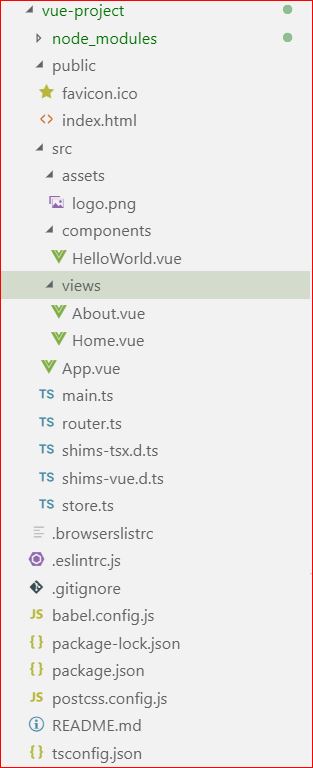 vue-project
node_modules
public
favicon.ico
index.html
src
assets
logo.png
components
HelloWorld.vue
views
About.vue
Home.vue
App.vue
TS main.ts
TS router.ts
TS shims-tsx.d.ts
TS shims-vue.d.ts
TS store.ts
.browserslistrc
.eslintrc.js
.gitignore
JS babel.config.js
{} package-lock.json
{} package.json
JS postcss.config.js
README.md
{} tsconfig.json